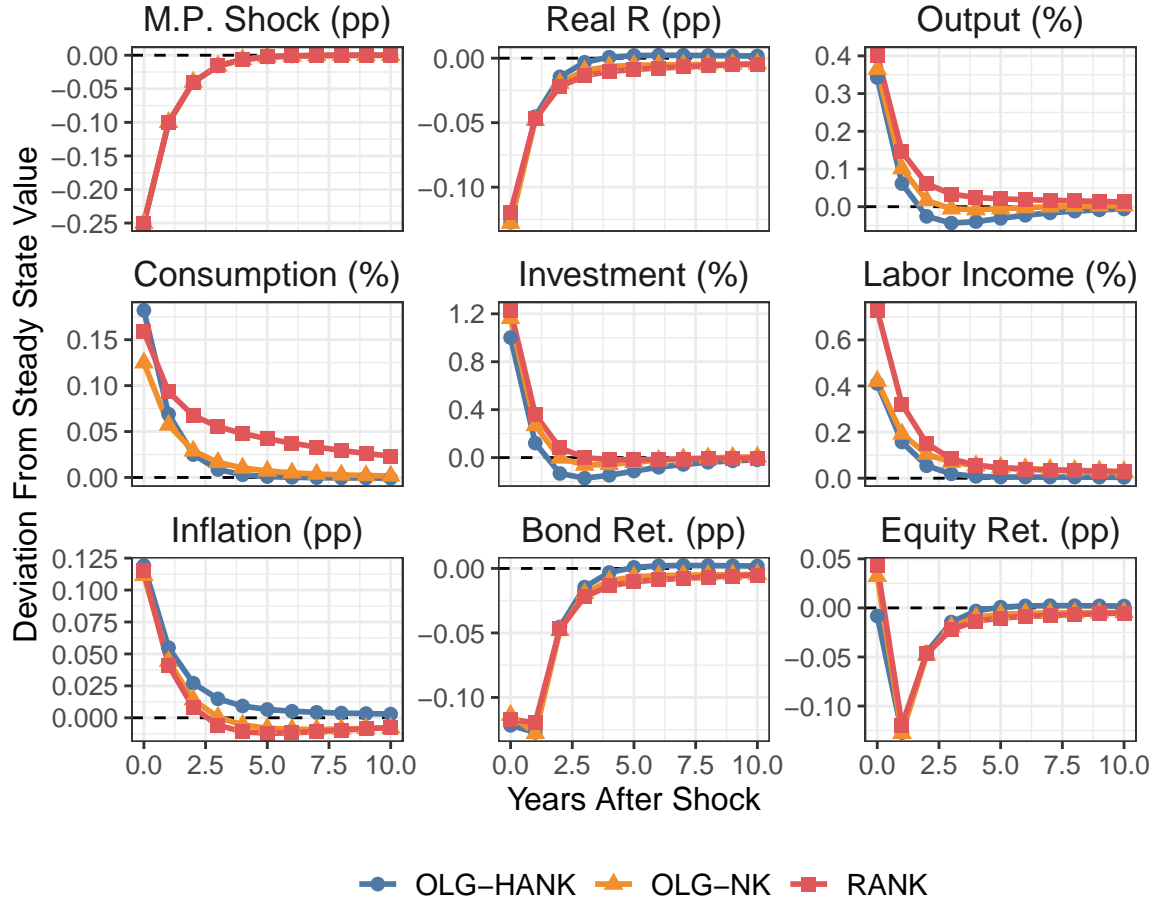 M.P. Shock (pp) Real R (pp) Output (%)
0.00 −0.05 −0.10 −0.15 −0.20 −0.25
0.00 −0.05 −0.10
0.4 0.3 0.2 0.1 0.0
Deviation From Steady State Value
Consumption (%) Investment (%) Labor Income (%)
0.15 0.10 0.05 0.00
1.2 0.8 0.4 0.0
0.6 0.4 0.2 0.0
Inflation (pp) Bond Ret. (pp) Equity Ret. (pp)
0.125 0.100 0.075 0.050 0.025 0.000
0.00 −0.05 −0.10
0.05 0.00 −0.05 −0.10
0.0 2.5 5.0 7.5 10.0 0.0 2.5 5.0 7.5 10.0 0.0 2.5 5.0 7.5 10.0
Years After Shock
OLG−HANK OLG−NK RANK